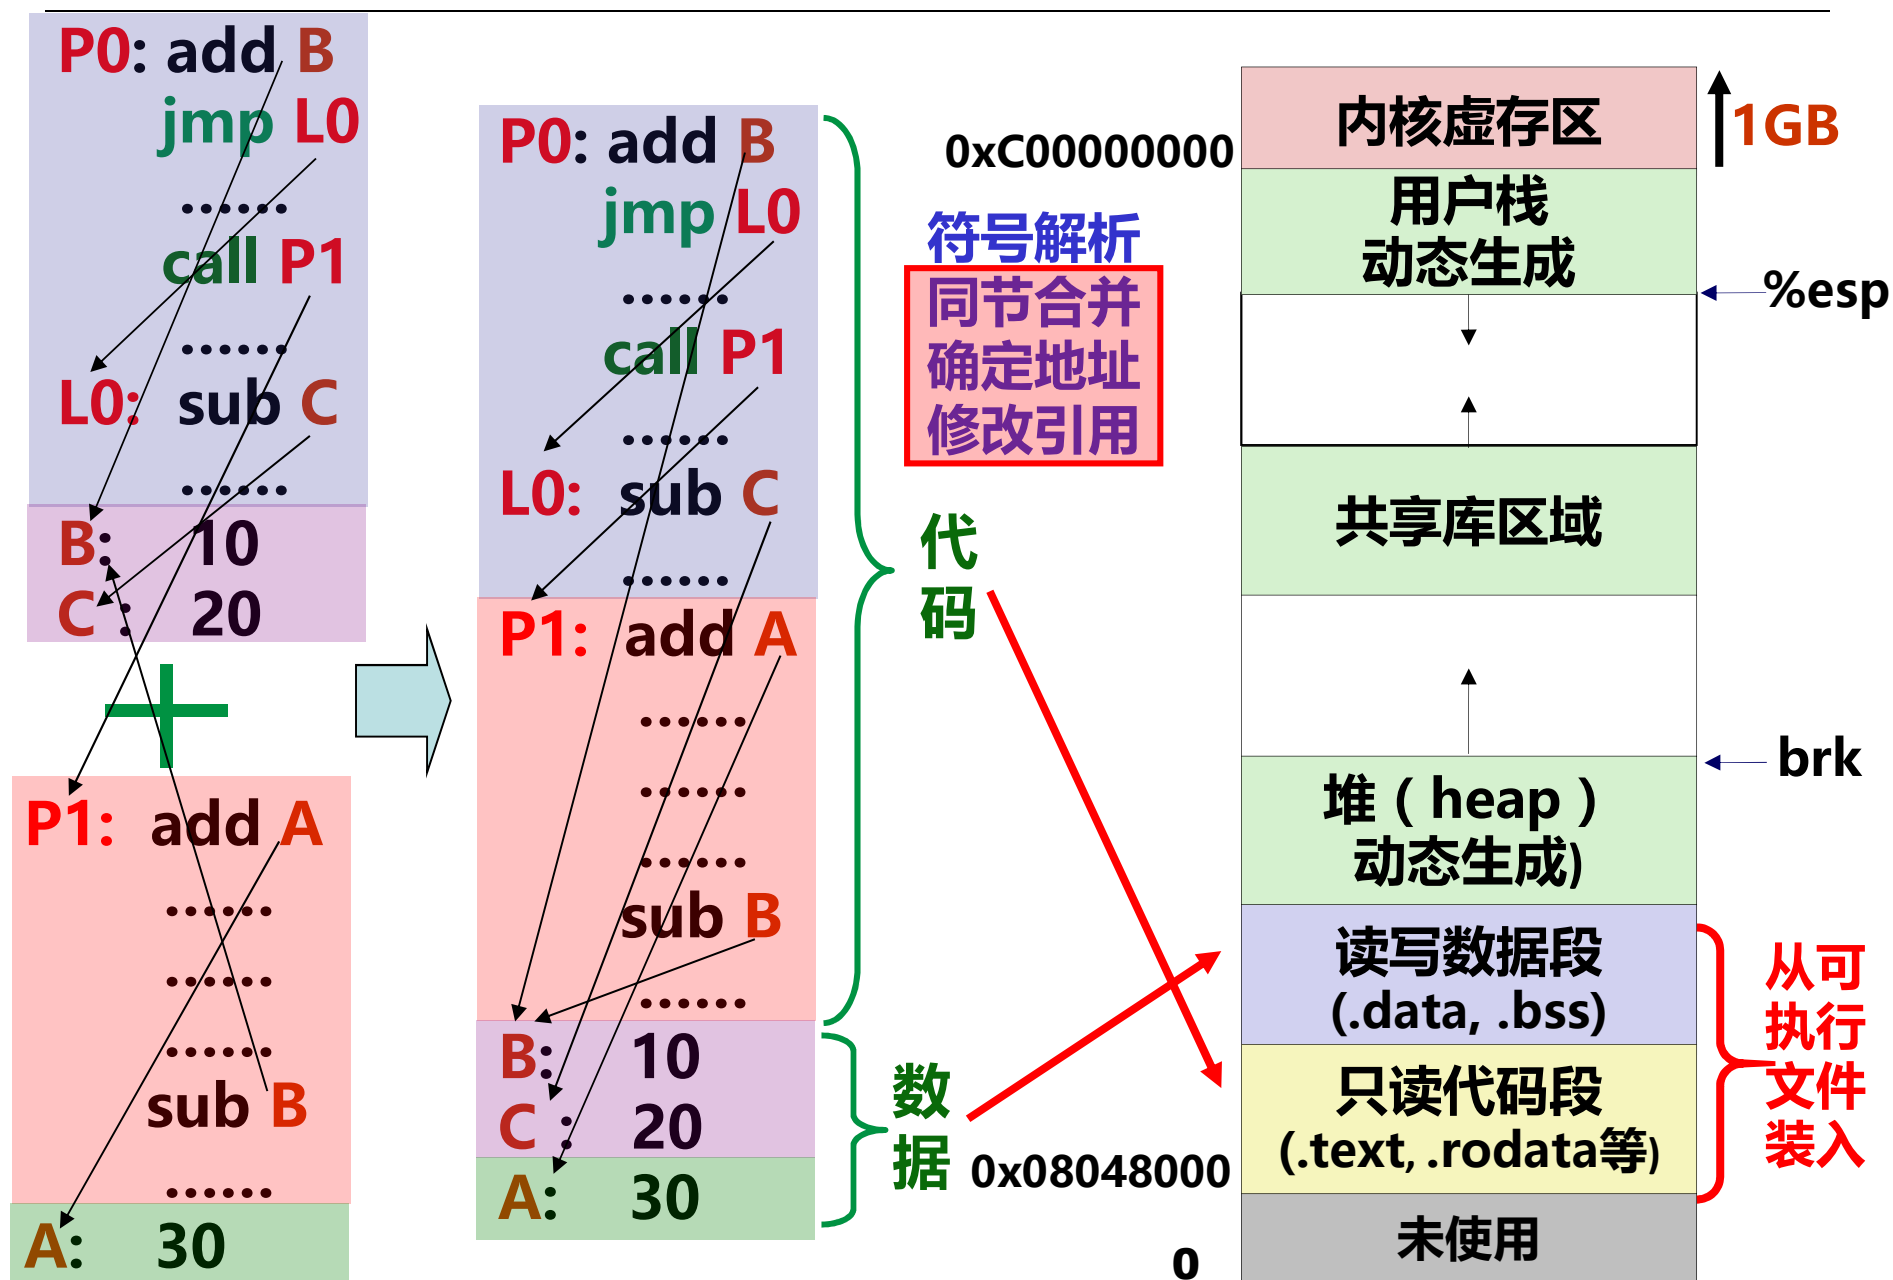 P0: add B
jmp L0
......
call P1
......
L0: sub C
......
B: 10
C : 20
P1: add A
......
......
......
sub B
......
A: 30
P0: add B
jmp L0
......
call P1
......
L0: sub C
......
P1: add A
......
......
......
sub B
......
B: 10
C : 20
A: 30
代
码
数
据
符号解析
同节合并
确定地址
修改引用
0xC00000000
0x08048000
0
内核虚存区
用户栈
动态生成
共享库区域
堆（heap）
动态生成)
读写数据段
(.data, .bss)
只读代码段
(.text, .rodata等)
未使用
1GB
%esp
brk
从可
执行
文件
装入